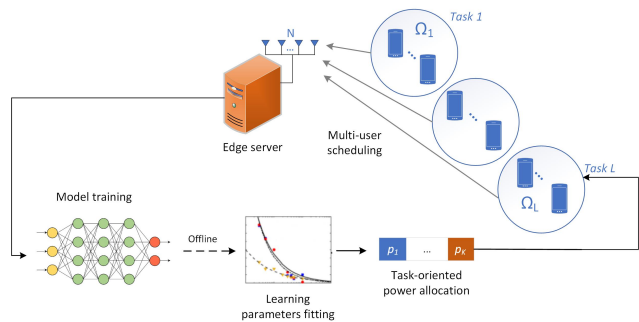 Task 1
N
Ω1
...
Edge server
Multi-user
scheduling
Task L
ΩL
Model training
Offline
p1 ... pK
Learning
parameters fitting
Task-oriented
power allocation